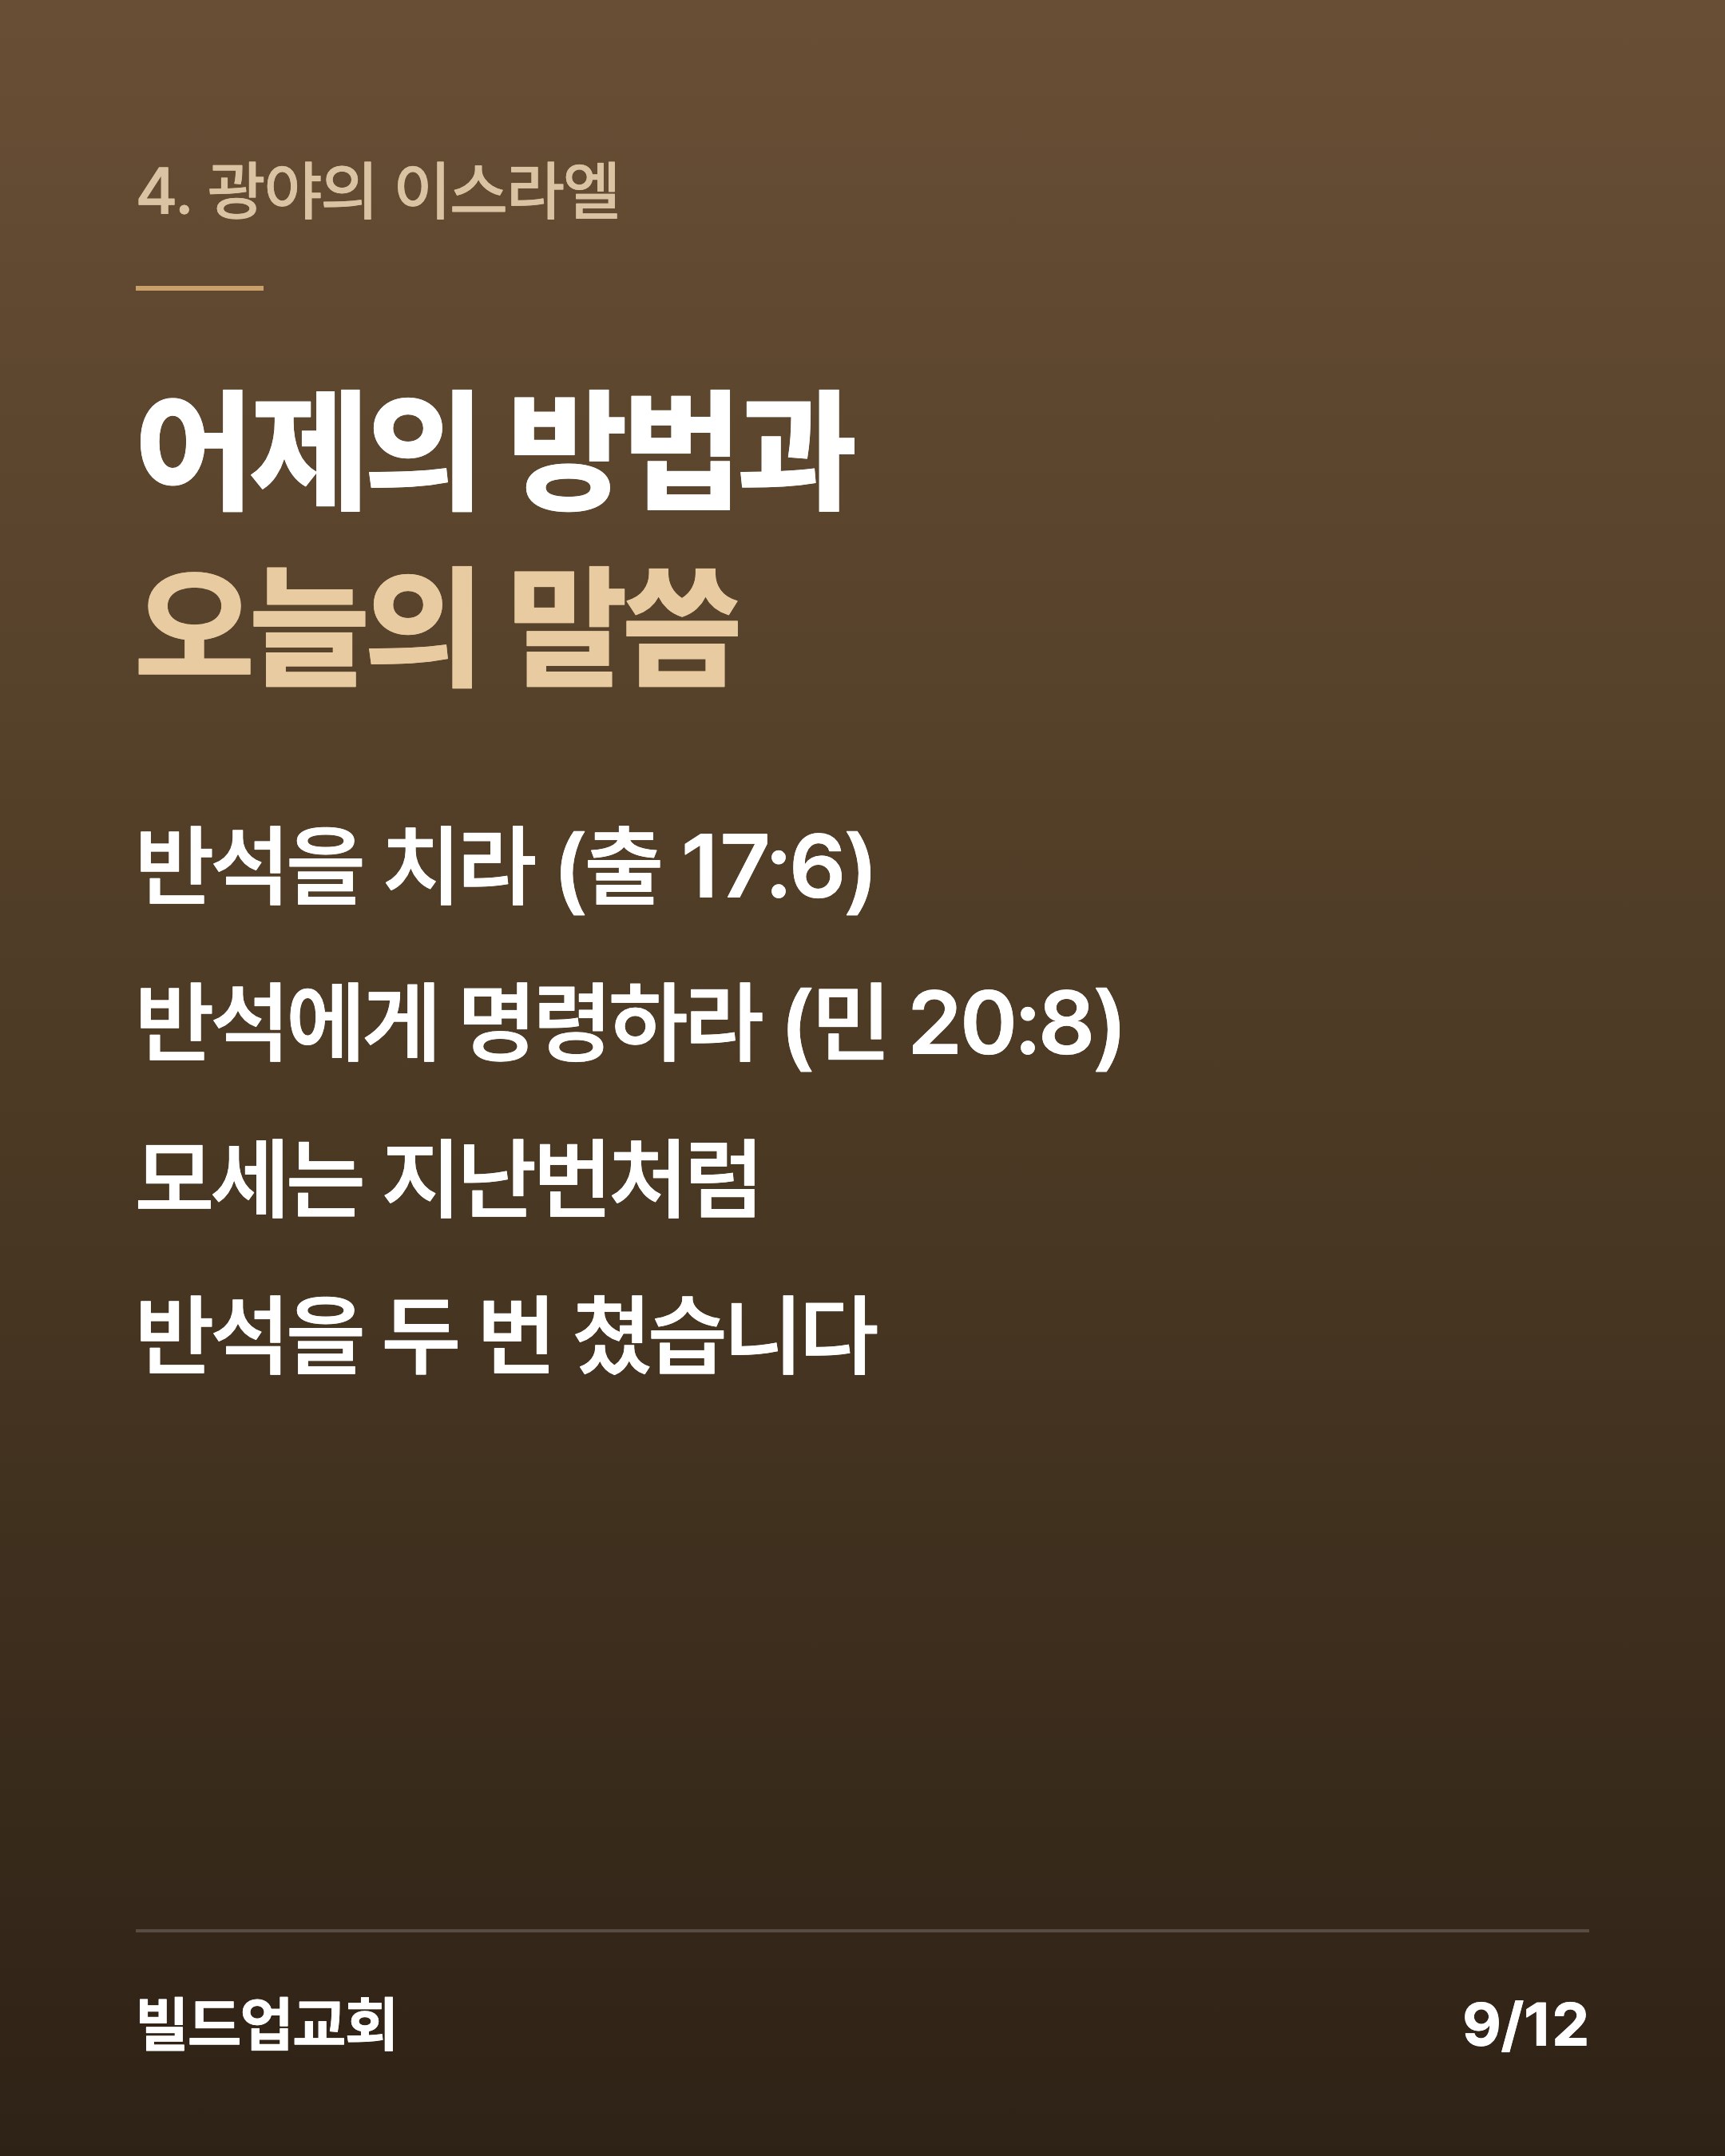 4. 광야의 이스라엘
어제의 방법과
오늘의 말씀
반석을 치라 (출 17:6)
반석에게 명령하라 (민 20:8)
모세는 지난번처럼
반석을 두 번 쳤습니다
빌드업교회
9/12